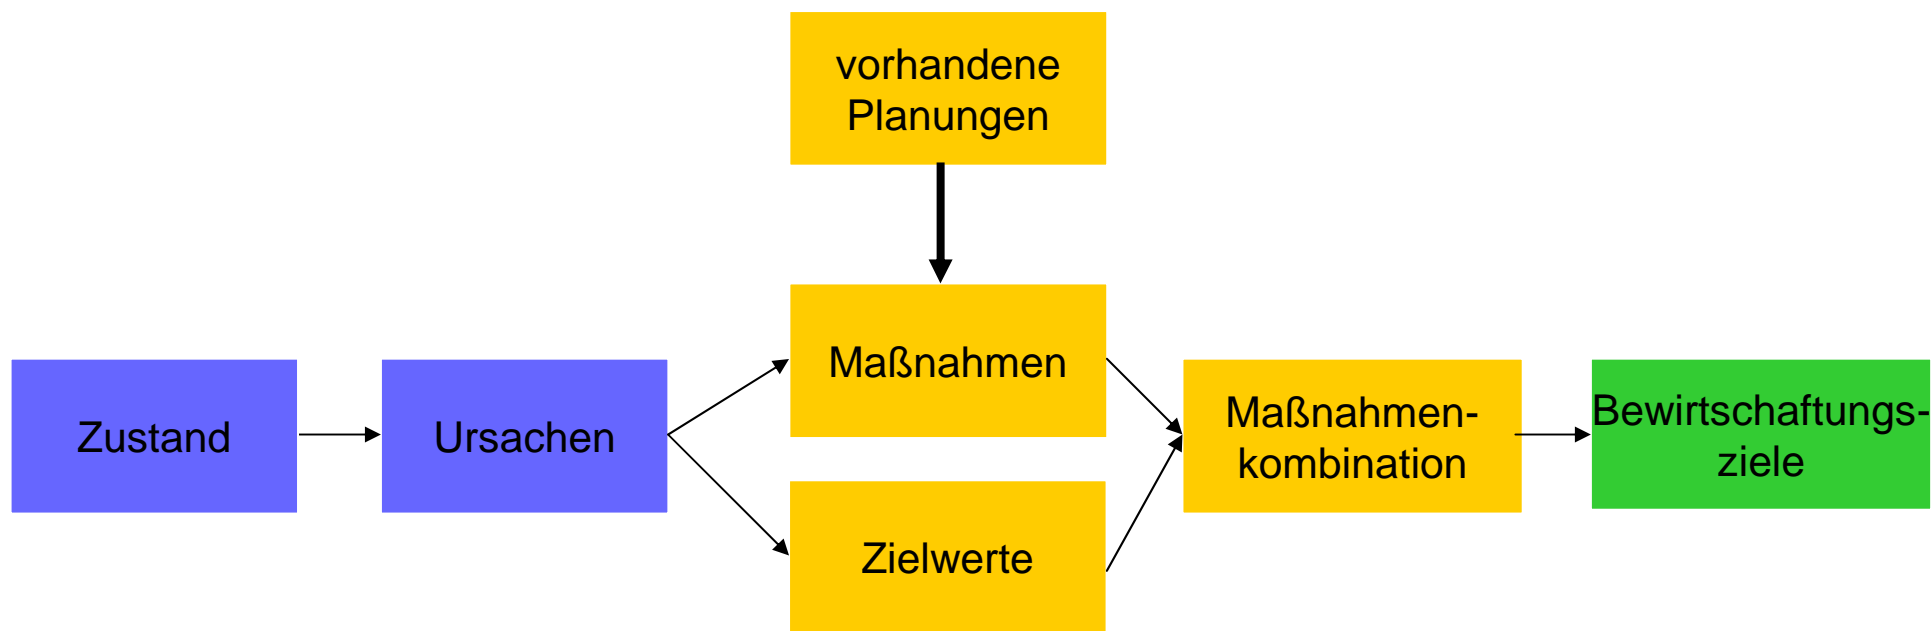 vorhandene
Planungen
Maßnahmen
Zustand
Ursachen
Maßnahmen-
kombination
Bewirtschaftungs-
ziele
Zielwerte